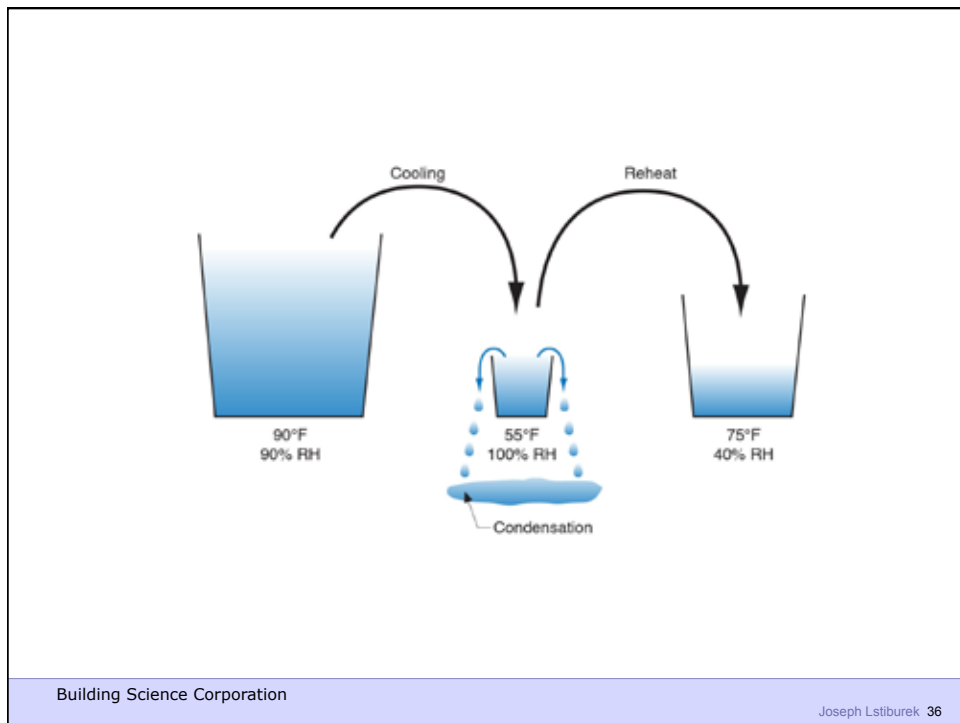 Cooling
Reheat
90°F
90% RH
55°F
100% RH
75°F
40% RH
Condensation
Building Science Corporation
Joseph Lstiburek 36